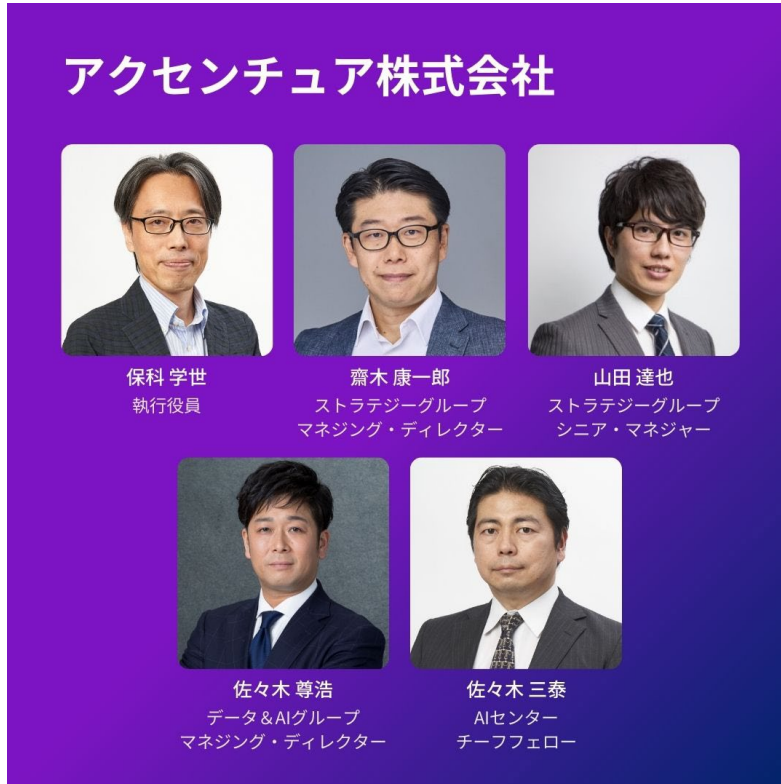 アクセンチュア株式会社
保科 学世
執行役員
齋木 康一郎
ストラテジーグループ
マネジング・ディレクター
山田 達也
ストラテジーグループ
シニア・マネジャー
佐々木 尊浩
データ＆AIグループ
マネジング・ディレクター
佐々木 三泰
AIセンター
チーフフェロー